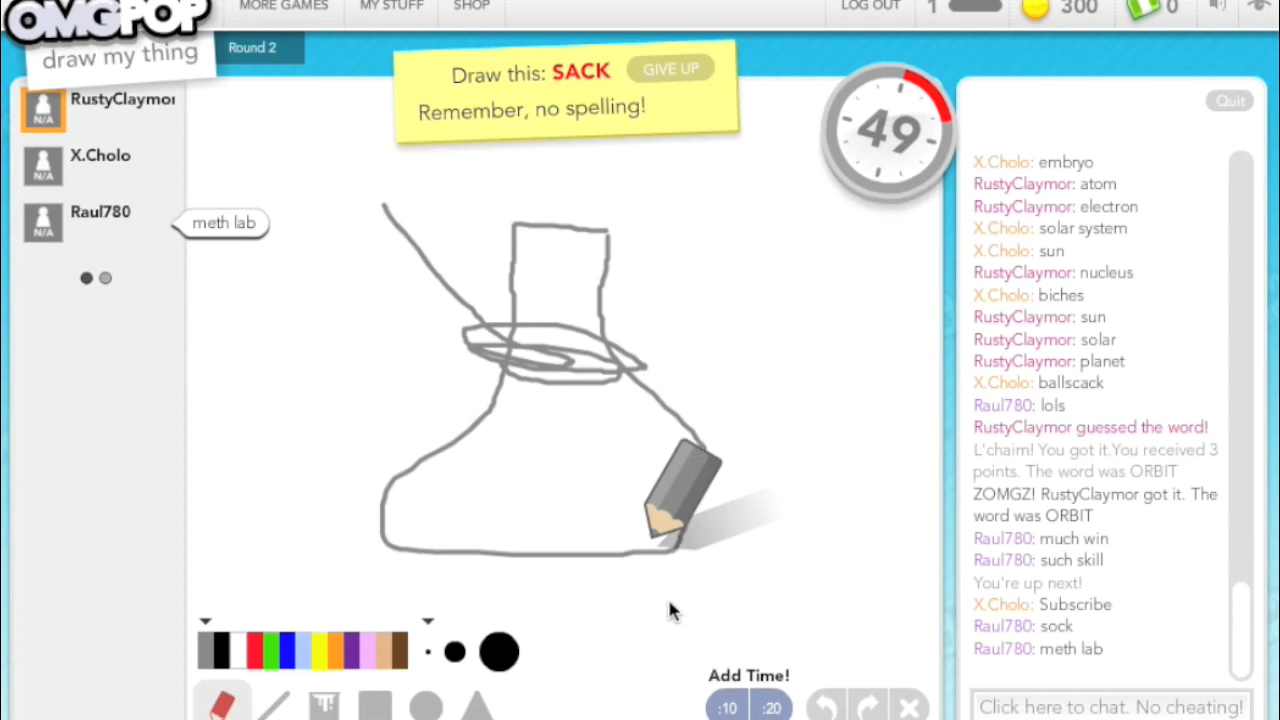 OMGPOP
MORE GAMES
MY STUFF
SHOP
LOG OUT
1
300
0
draw my thing
Round 2
Draw this: SACK
GIVE UP
Remember, no spelling!
49
Quit
RustyClaymor
N/A
X.Cholo
N/A
Raul780
N/A
meth lab
X.Cholo: embryo
RustyClaymor: atom
RustyClaymor: electron
X.Cholo: solar system
X.Cholo: sun
RustyClaymor: nucleus
X.Cholo: biches
RustyClaymor: sun
RustyClaymor: solar
RustyClaymor: planet
X.Cholo: ballscack
Raul780: lols
RustyClaymor guessed the word!
L'chaim! You got it.You received 3
points. The word was ORBIT
ZOMGZ! RustyClaymor got it. The
word was ORBIT
Raul780: much win
Raul780: such skill
You're up next!
X.Cholo: Subscribe
Raul780: sock
Raul780: meth lab
Add Time!
:10
:20
Click here to chat. No cheating!